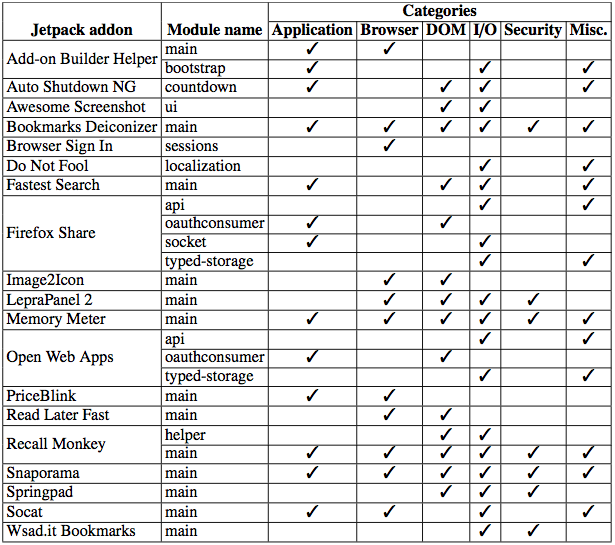 Categories
Jetpack addon Module name Application Browser DOM I/O Security Misc.
Add-on Builder Helper main ✓ ✓
bootstrap ✓ ✓ ✓
Auto Shutdown NG countdown ✓ ✓ ✓ ✓
Awesome Screenshot ui ✓ ✓
Bookmarks Deiconizer main ✓ ✓ ✓ ✓ ✓ ✓
Browser Sign In sessions ✓
Do Not Fool localization ✓ ✓
Fastest Search main ✓ ✓ ✓ ✓
Firefox Share api ✓ ✓
oauthconsumer ✓ ✓
socket ✓ ✓
typed-storage ✓ ✓
Image2Icon main ✓ ✓
LepraPanel 2 main ✓ ✓ ✓ ✓
Memory Meter main ✓ ✓ ✓ ✓ ✓ ✓
Open Web Apps api ✓ ✓
oauthconsumer ✓ ✓
typed-storage ✓ ✓
PriceBlink main ✓ ✓
Read Later Fast main ✓ ✓
Recall Monkey helper ✓ ✓
main ✓ ✓ ✓ ✓ ✓ ✓
Snaporama main ✓ ✓ ✓ ✓ ✓ ✓
Springpad main ✓ ✓ ✓
Socat main ✓ ✓ ✓ ✓
Wsad.it Bookmarks main ✓ ✓